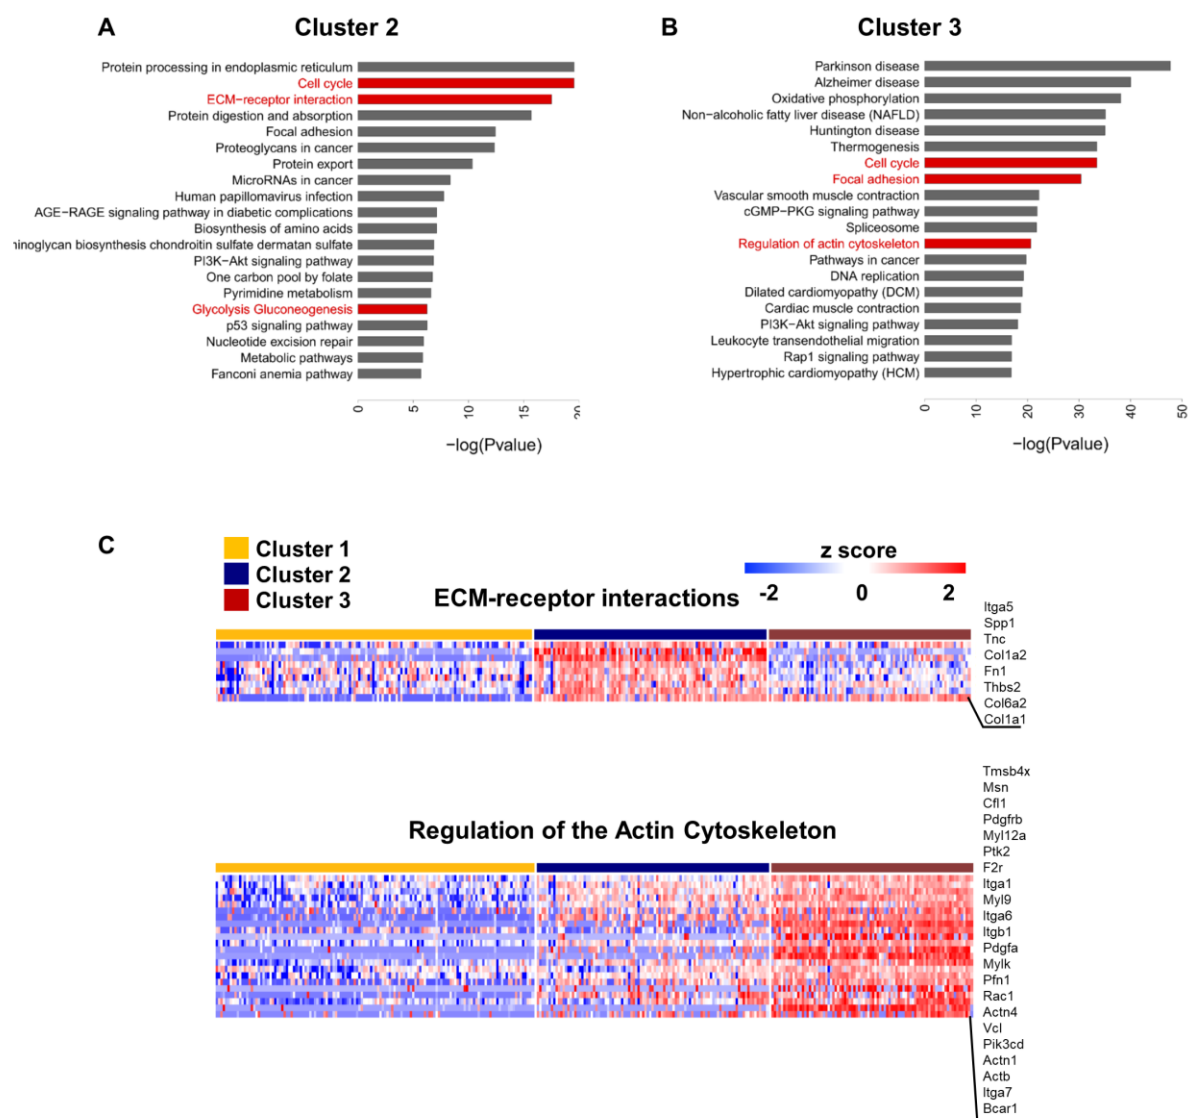 A
Cluster 2
Protein processing in endoplasmic reticulum
Cell cycle
ECM−receptor interaction
Protein digestion and absorption
Focal adhesion
Proteoglycans in cancer
Protein export
MicroRNAs in cancer
Human papillomavirus infection
AGE−RAGE signaling pathway in diabetic complications
Biosynthesis of amino acids
minoglycan biosynthesis chondroitin sulfate dermatan sulfate
PI3K−Akt signaling pathway
One carbon pool by folate
Pyrimidine metabolism
Glycolysis Gluconeogenesis
p53 signaling pathway
Nucleotide excision repair
Metabolic pathways
Fanconi anemia pathway
0
5
10
15
20
−log(Pvalue)
B
Cluster 3
Parkinson disease
Alzheimer disease
Oxidative phosphorylation
Non−alcoholic fatty liver disease (NAFLD)
Huntington disease
Thermogenesis
Cell cycle
Focal adhesion
Vascular smooth muscle contraction
cGMP−PKG signaling pathway
Spliceosome
Regulation of actin cytoskeleton
Pathways in cancer
DNA replication
Dilated cardiomyopathy (DCM)
Cardiac muscle contraction
PI3K−Akt signaling pathway
Leukocyte transendothelial migration
Rap1 signaling pathway
Hypertrophic cardiomyopathy (HCM)
0
10
20
30
40
50
−log(Pvalue)
C
Cluster 1
Cluster 2
Cluster 3
z score
-2 0 2
ECM-receptor interactions
Itga5
Spp1
Tnc
Col1a2
Fn1
Thbs2
Col6a2
Col1a1
Regulation of the Actin Cytoskeleton
Tmsb4x
Msn
Cfl1
Pdgfrb
Myl12a
Ptk2
F2r
Itga1
Myl9
Itga6
Itgb1
Pdgfa
Mylk
Pfn1
Rac1
Actn4
Vcl
Pik3cd
Actn1
Actb
Itga7
Bcar1